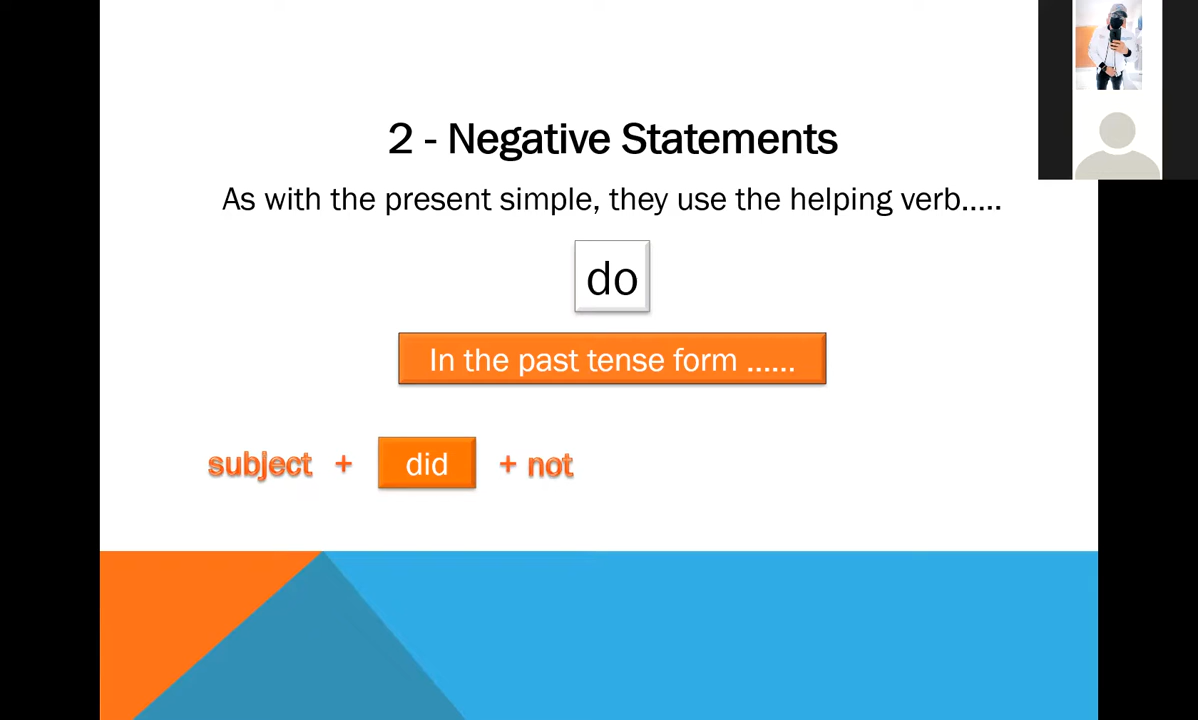 2 - Negative Statements
As with the present simple, they use the helping verb.....
do
In the past tense form ......
subject + did + not